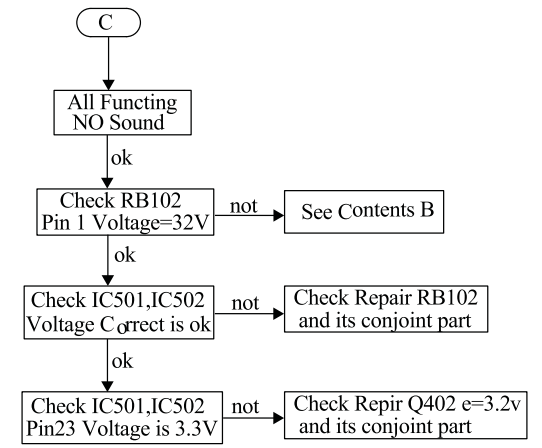 C
All Functing
NO Sound
ok
Check RB102
Pin 1 Voltage=32V
not
See Contents B
ok
Check IC501,IC502
Voltage Correct is ok
not
Check Repair RB102
and its conjoint part
ok
Check IC501,IC502
Pin23 Voltage is 3.3V
not
Check Repir Q402 e=3.2v
and its conjoint part